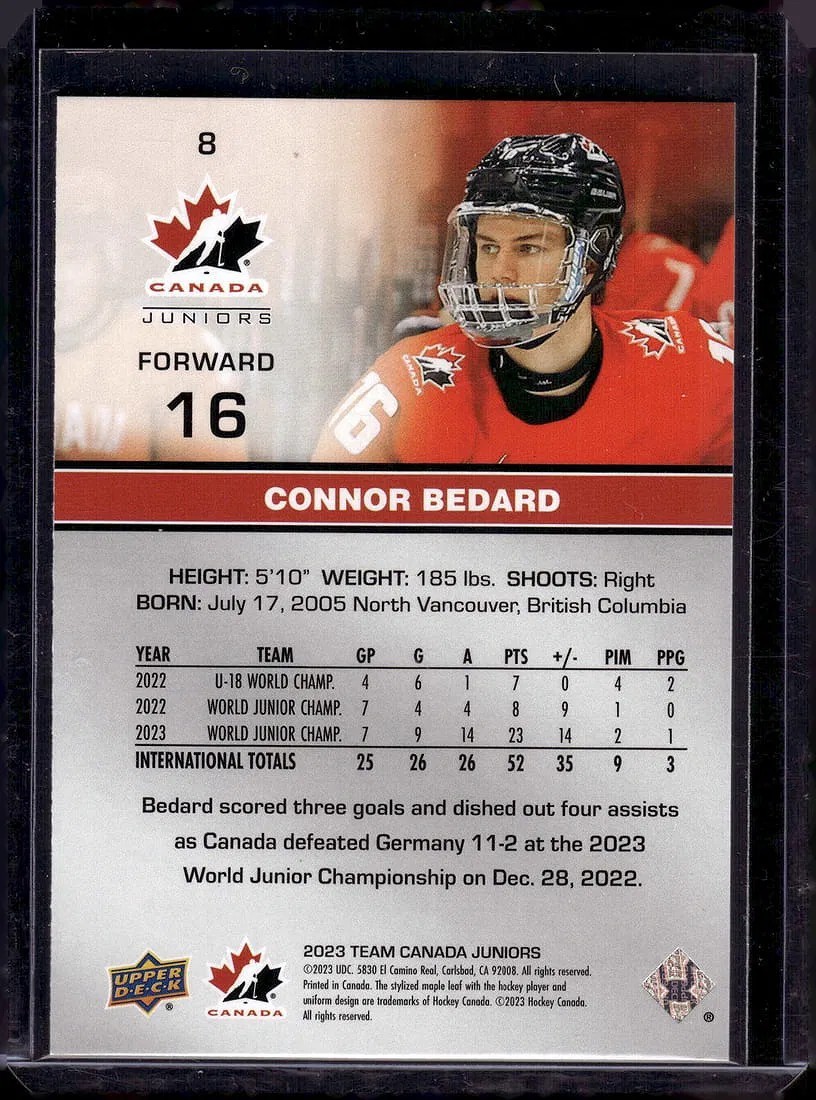 8
CANADA
JUNIORS
FORWARD
16
BAUER
7
CANADA
CANADA
16
16
CONNOR BEDARD
HEIGHT: 5'10" WEIGHT: 185 lbs. SHOOTS: Right
BORN: July 17, 2005 North Vancouver, British Columbia
YEAR TEAM GP G A PTS +/- PIM PPG
2022 U-18 WORLD CHAMP. 4 6 1 7 0 4 2
2022 WORLD JUNIOR CHAMP. 7 4 4 8 9 1 0
2023 WORLD JUNIOR CHAMP. 7 9 14 23 14 2 1
INTERNATIONAL TOTALS 25 26 26 52 35 9 3
Bedard scored three goals and dished out four assists
as Canada defeated Germany 11-2 at the 2023
World Junior Championship on Dec. 28, 2022.
UPPER
D·E·C·K
®
CANADA
2023 TEAM CANADA JUNIORS
©2023 UDC. 5830 El Camino Real, Carlsbad, CA 92008. All rights reserved.
Printed in Canada. The stylized maple leaf with the hockey player and
uniform design are trademarks of Hockey Canada. ©2023 Hockey Canada.
All rights reserved.
®